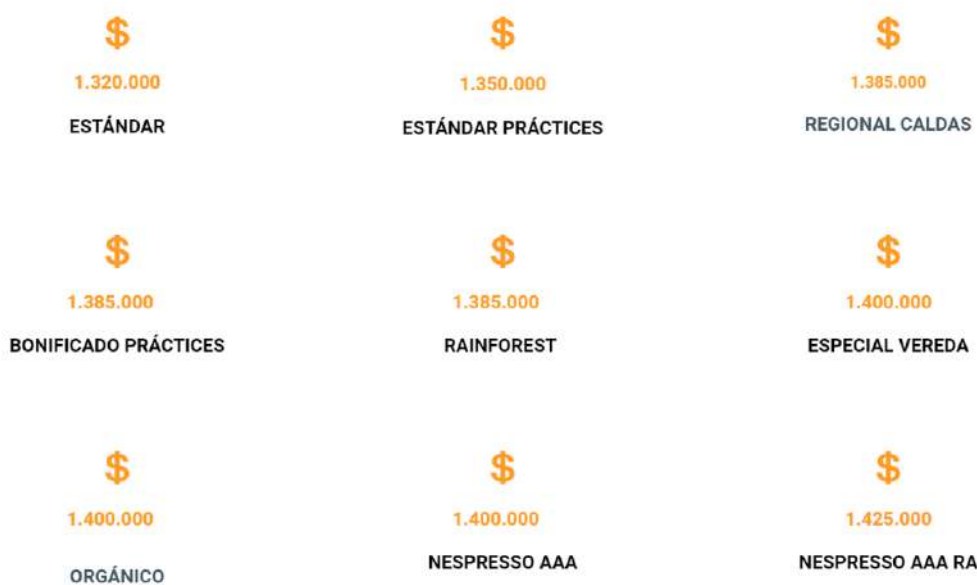 $ $ $
1.320.000 1.350.000 1.385.000
ESTÁNDAR ESTÁNDAR PRÁCTICES REGIONAL CALDAS
$ $ $
1.385.000 1.385.000 1.400.000
BONIFICADO PRÁCTICES RAINFOREST ESPECIAL VEREDA
$ $ $
1.400.000 1.400.000 1.425.000
ORGÁNICO NESPRESSO AAA NESPRESSO AAA RA